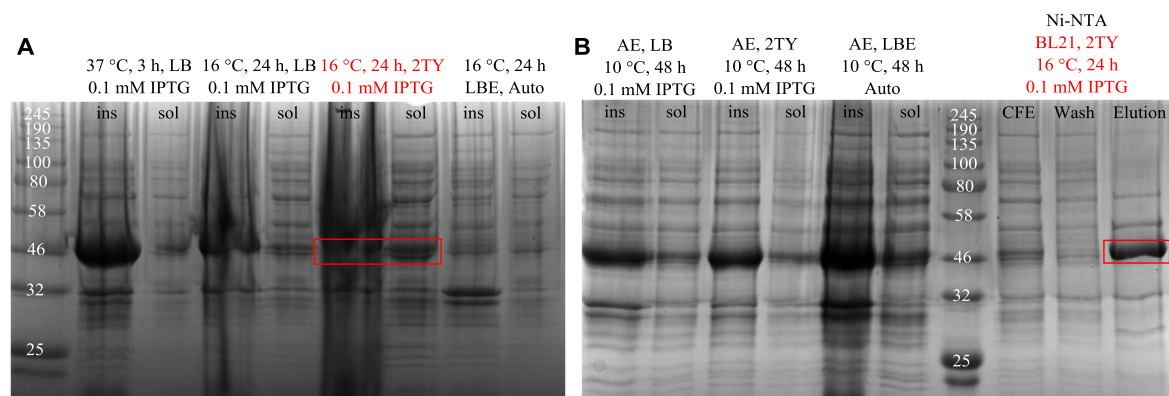 A
37 °C, 3 h, LB
0.1 mM IPTG
16 °C, 24 h, LB
0.1 mM IPTG
16 °C, 24 h, 2TY
0.1 mM IPTG
16 °C, 24 h
LBE, Auto
ins sol ins sol ins sol ins sol
245
190
135
100
80
58
46
32
25
B
AE, LB
10 °C, 48 h
0.1 mM IPTG
AE, 2TY
10 °C, 48 h
0.1 mM IPTG
AE, LBE
10 °C, 48 h
Auto
Ni-NTA
BL21, 2TY
16 °C, 24 h
0.1 mM IPTG
ins sol ins sol ins sol CFE Wash Elution
245
190
135
100
80
58
46
32
25